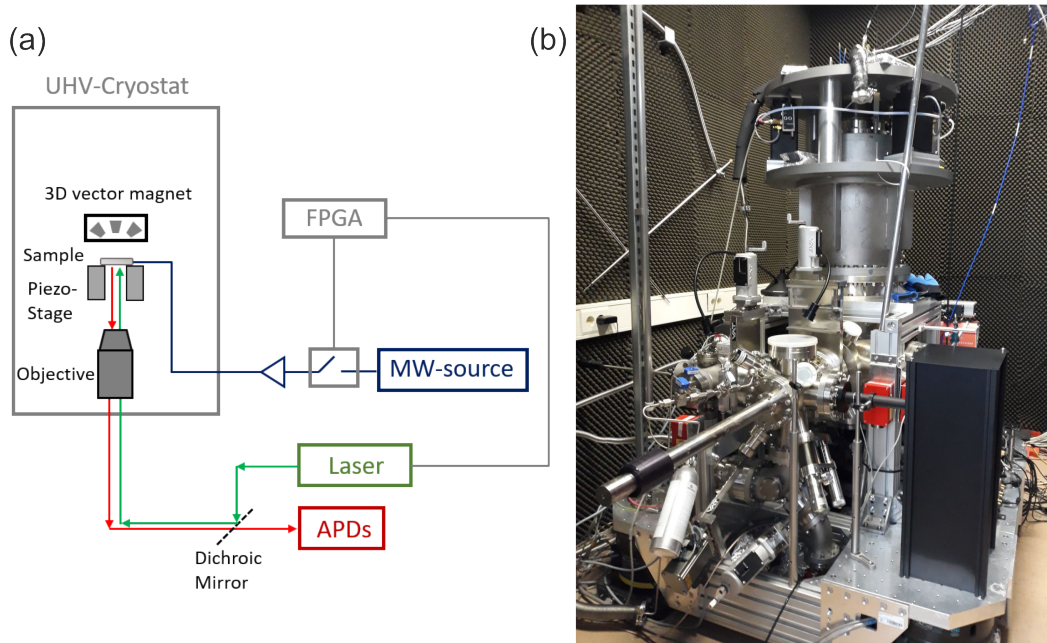 (a)
UHV-Cryostat
3D vector magnet
Sample
Piezo-
Stage
Objective
FPGA
MW-source
Laser
APDs
Dichroic
Mirror
(b)